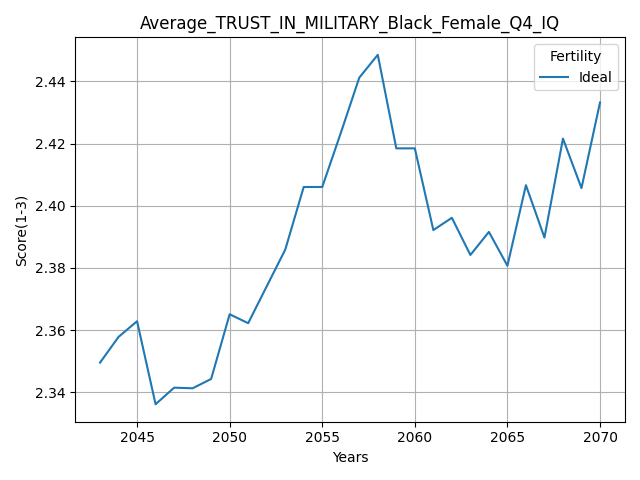 Average_TRUST_IN_MILITARY_Black_Female_Q4_IQ
Fertility
Ideal
Score(1-3)
2.44
2.42
2.40
2.38
2.36
2.34
2045 2050 2055 2060 2065 2070
Years